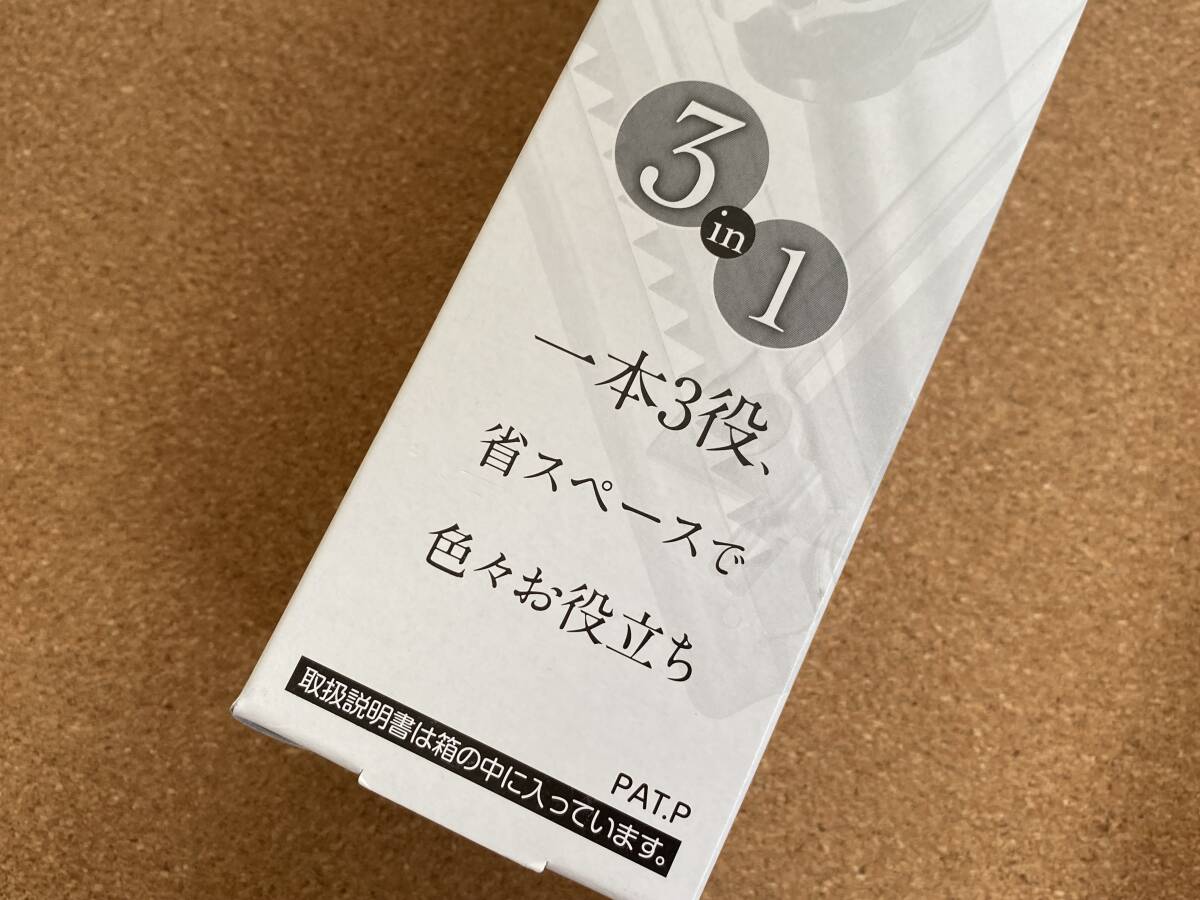 3
in
1
一本3役、
省スペースで
色々お役立ち
PAT.P
取扱説明書は箱の中に入っています。